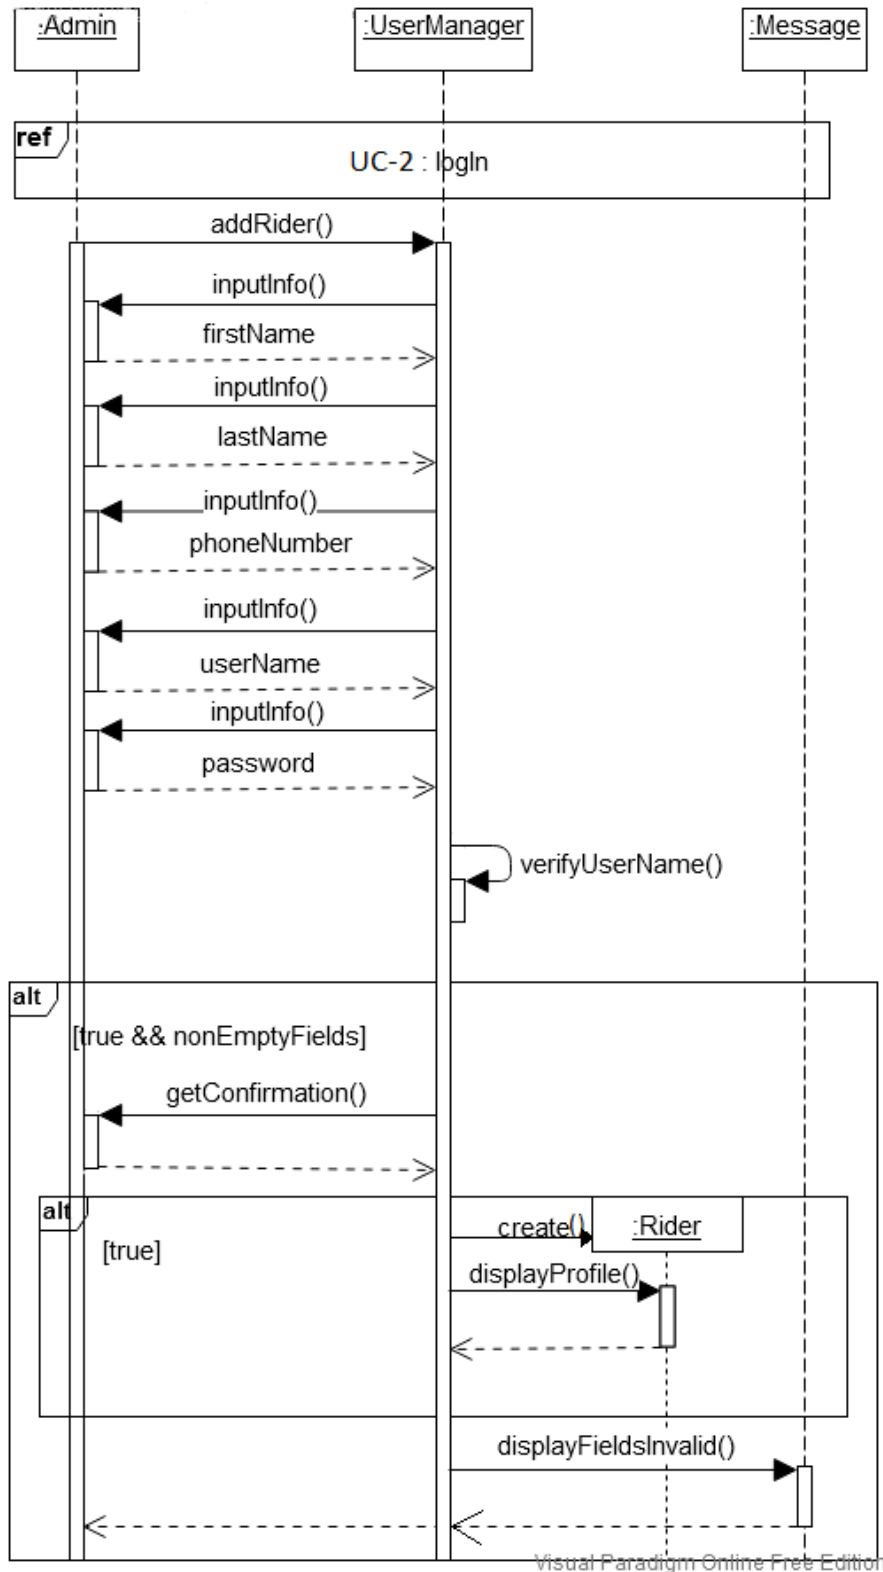 :Admin
:UserManager
:Message
ref
UC-2 : logIn
addRider()
inputInfo()
firstName
inputInfo()
lastName
inputInfo()
phoneNumber
inputInfo()
userName
inputInfo()
password
verifyUserName()
alt
[true && nonEmptyFields]
getConfirmation()
alt
create()
:Rider
[true]
displayProfile()
displayFieldsInvalid()
Visual Paradigm Online Free Edition